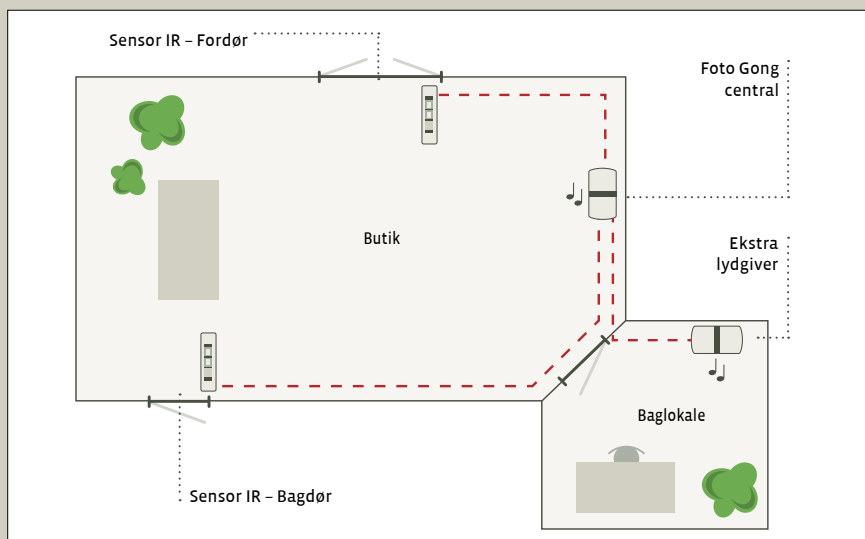 Sensor IR – Fordør
Foto Gong
central
Butik
Ekstra
lydgiver
Baglokale
Sensor IR – Bagdør